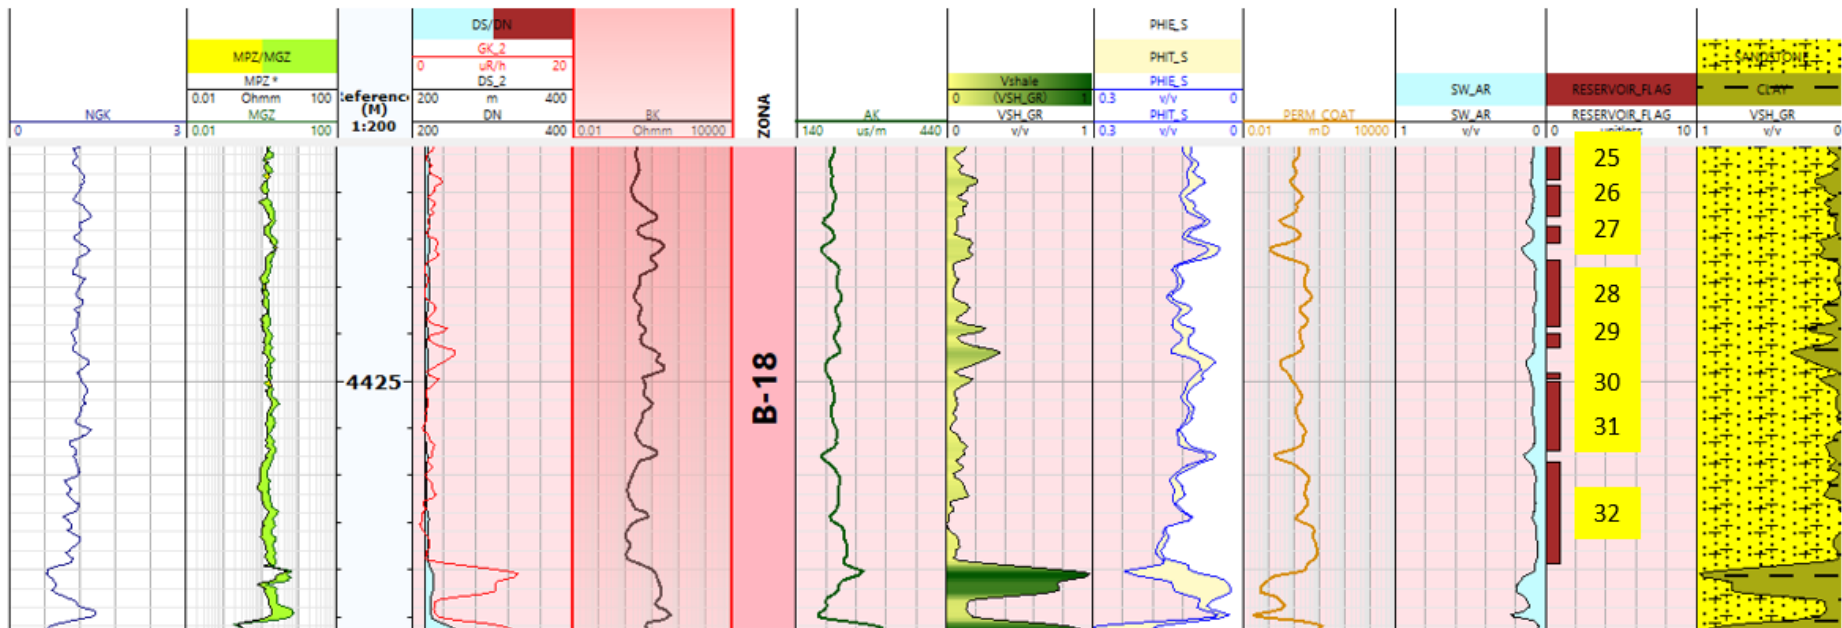 NGK
0 3
MPZ/MGZ
MPZ *
0.01 Ohmm 100
MGZ
0.01 100
(M)
1:200
DS/DN
GK_2
0 uR/h 20
DS_2
200 m 400
DN
200 400
BK
0.01 Ohmm 10000
ZONA
AK
140 us/m 440
Vshale
0 (VSH_GR) 1
VSH_GR
0 v/v 1
PHIE_S
PHIT_S
PHIE_S
0.3 v/v 0
PHIT_S
0.3 v/v 0
PERM_COAT
0.01 mD 10000
SW_AR
SW_AR
1 v/v 0
RESERVOIR_FLAG
RESERVOIR_FLAG
0 unitless 10
SANDSTONE
CLAY
VSH_GR
1 v/v 0
4425
B-18
25
26
27
28
29
30
31
32